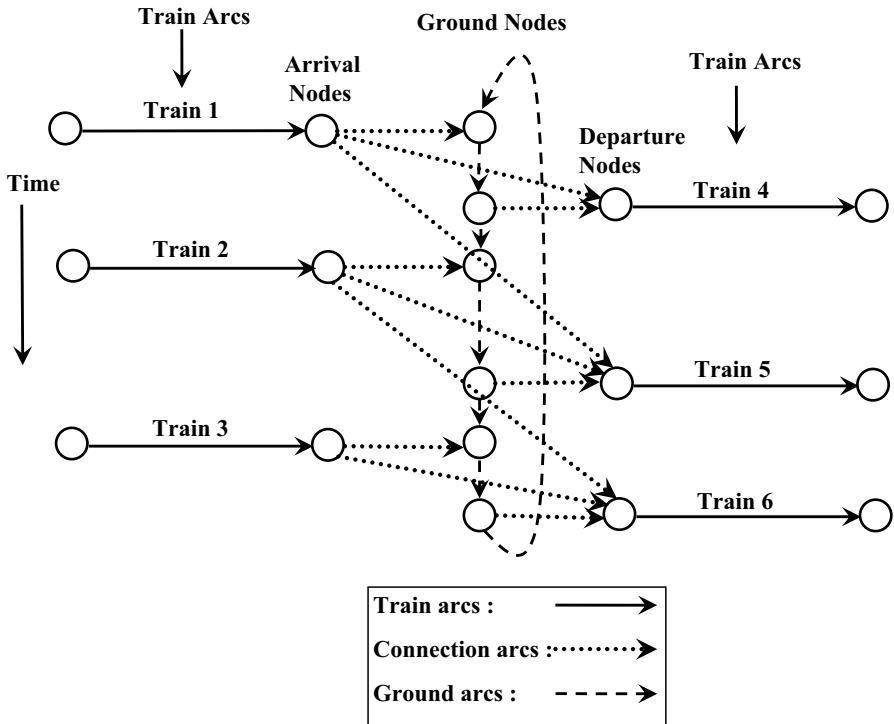 Train Arcs
Ground Nodes
Arrival
Nodes
Train Arcs
Train 1
Departure
Nodes
Time
Train 4
Train 2
Train 5
Train 3
Train 6
Train arcs :
Connection arcs :
Ground arcs :